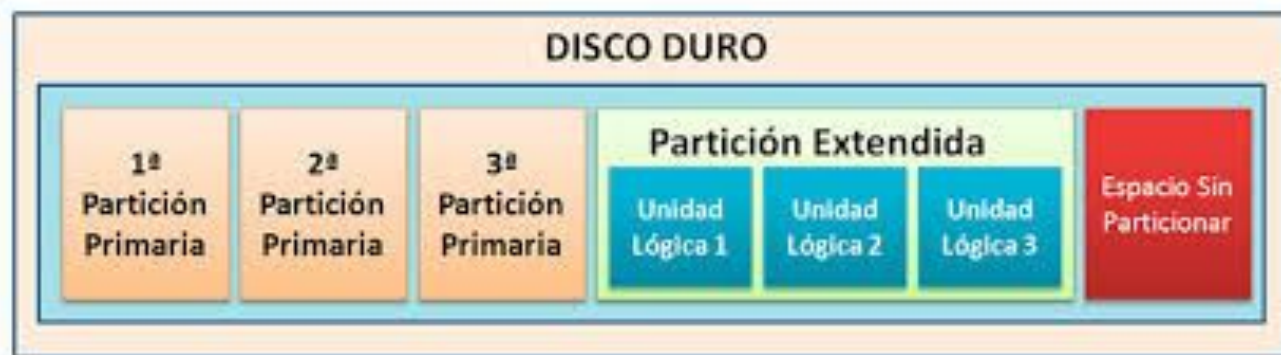 DISCO DURO
1ª
Partición
Primaria
2ª
Partición
Primaria
3ª
Partición
Primaria
Partición Extendida
Unidad
Lógica 1
Unidad
Lógica 2
Unidad
Lógica 3
Espacio Sin
Particionar